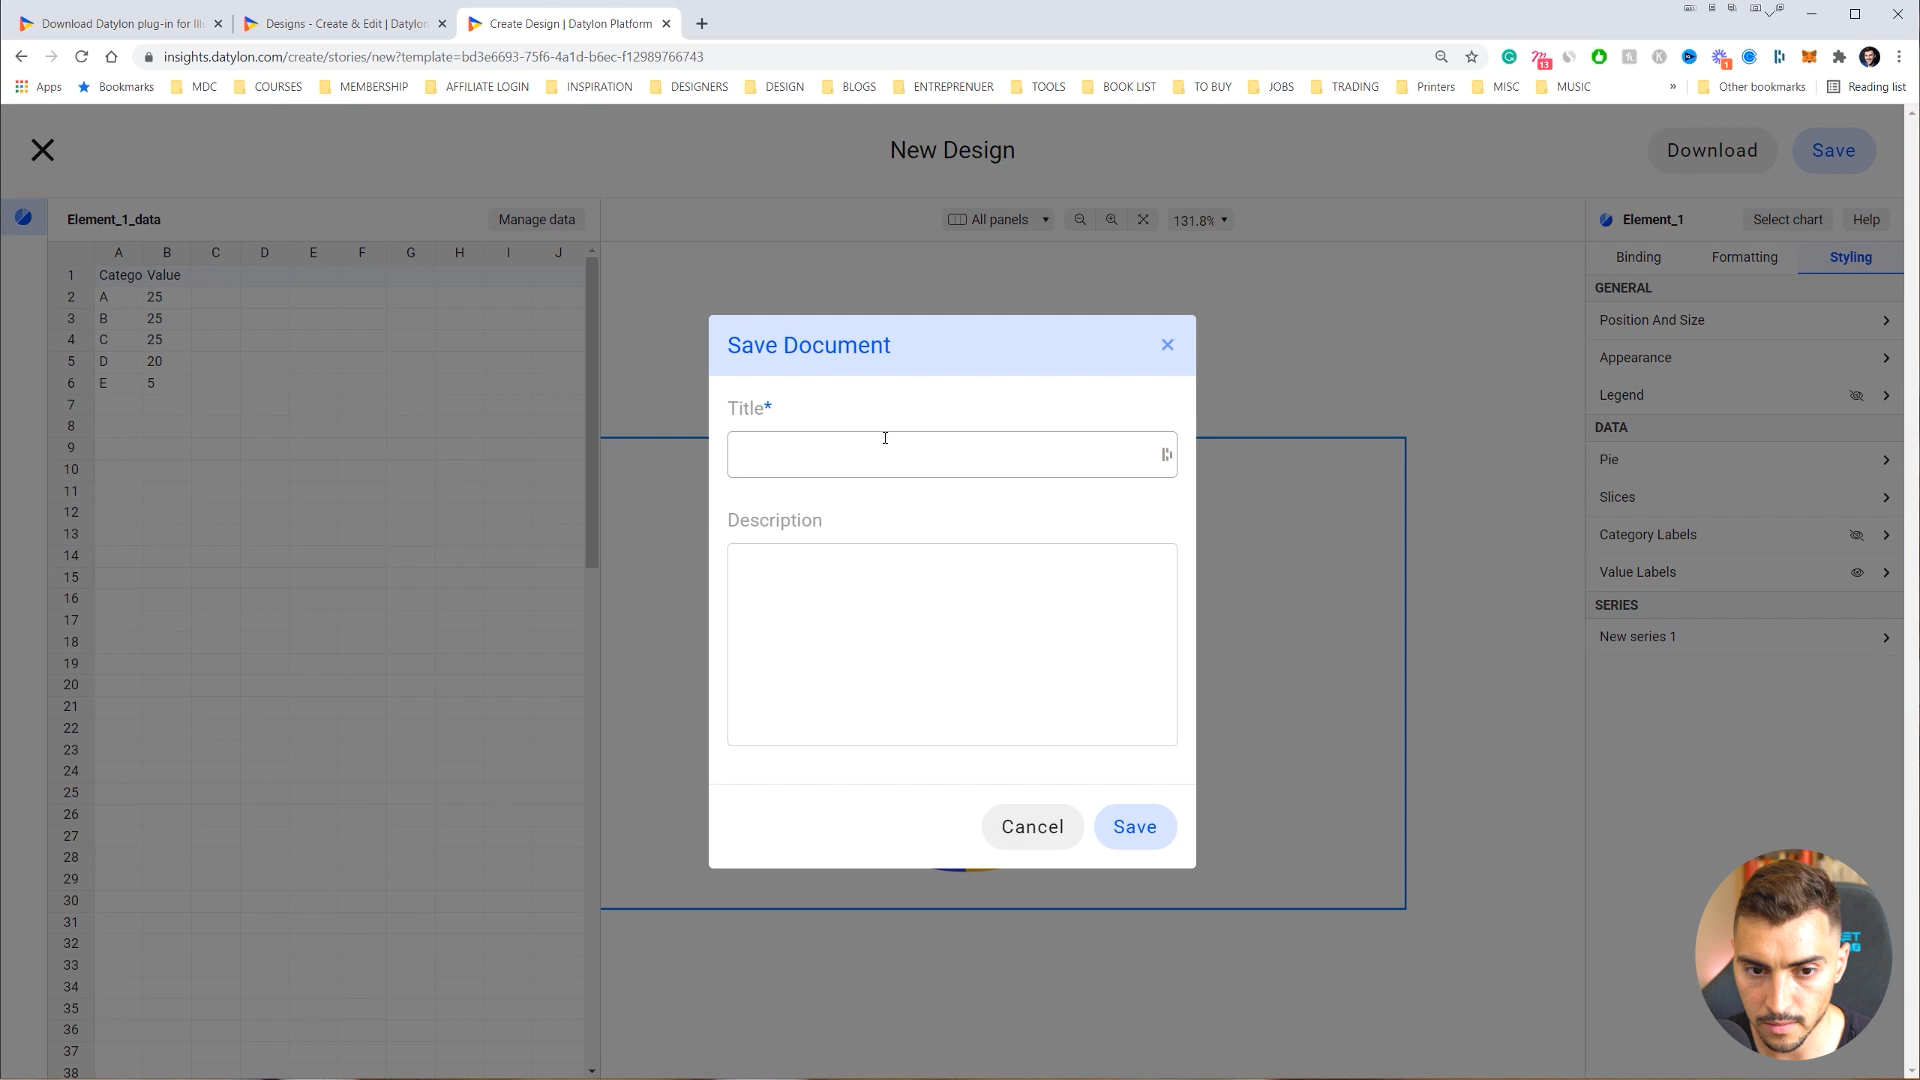 Download Datylon plug-in for Illu
Designs - Create & Edit | Datylon
Create Design | Datylon Platform
insights.datylon.com/create/stories/new?template=bd3e6693-75f6-4a1d-b6ec-f12989766743
13
1
Apps
Bookmarks
MDC
COURSES
MEMBERSHIP
AFFILIATE LOGIN
INSPIRATION
DESIGNERS
DESIGN
BLOGS
ENTREPRENUER
TOOLS
BOOK LIST
TO BUY
JOBS
TRADING
Printers
MISC
MUSIC
»
Other bookmarks
Reading list
New Design
Download
Save
Element_1_data
Manage data
All panels
131.8%
Element_1
Select chart
Help
Binding
Formatting
Styling
A B C D E F G H I J
1 Catego Value
2 A 25
3 B 25
4 C 25
5 D 20
6 E 5
7
8
9
10
11
12
13
14
15
16
17
18
19
20
21
22
23
24
25
26
27
28
29
30
31
32
33
34
35
36
37
38
Save Document
Title*
Description
Cancel
Save
GENERAL
Position And Size
Appearance
Legend
DATA
Pie
Slices
Category Labels
Value Labels
SERIES
New series 1